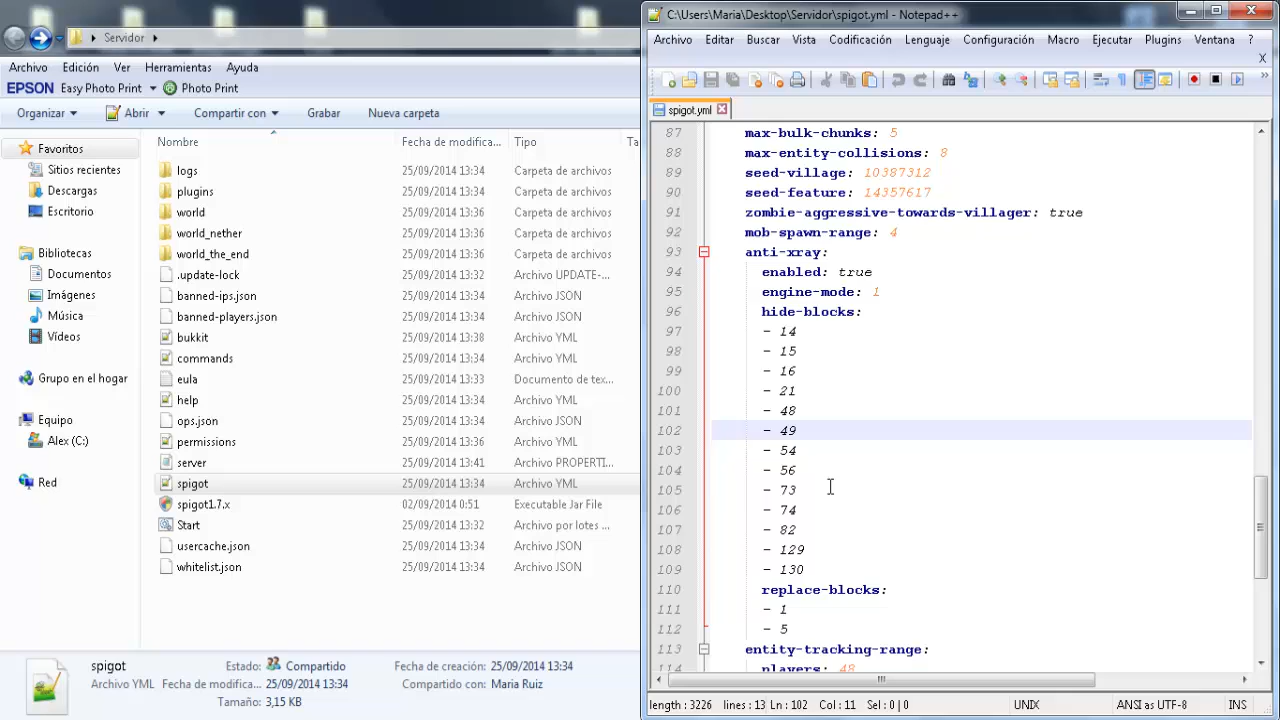 Servidor
Archivo Edición Ver Herramientas Ayuda
EPSON Easy Photo Print Photo Print
Organizar Abrir Compartir con Grabar Nueva carpeta
Favoritos
Sitios recientes
Descargas
Escritorio
Bibliotecas
Documentos
Imágenes
Música
Vídeos
Grupo en el hogar
Equipo
Alex (C:)
Red
Nombre Fecha de modifica... Tipo Ta
logs 25/09/2014 13:34 Carpeta de archivos
plugins 25/09/2014 13:34 Carpeta de archivos
world 25/09/2014 13:36 Carpeta de archivos
world_nether 25/09/2014 13:36 Carpeta de archivos
world_the_end 25/09/2014 13:36 Carpeta de archivos
.update-lock 25/09/2014 13:32 Archivo UPDATE-...
banned-ips.json 25/09/2014 13:34 Archivo JSON
banned-players.json 25/09/2014 13:34 Archivo JSON
bukkit 25/09/2014 13:38 Archivo YML
commands 25/09/2014 13:34 Archivo YML
eula 25/09/2014 13:33 Documento de tex...
help 25/09/2014 13:34 Archivo YML
ops.json 25/09/2014 13:34 Archivo JSON
permissions 25/09/2014 13:36 Archivo YML
server 25/09/2014 13:41 Archivo PROPERTI...
spigot 25/09/2014 13:34 Archivo YML
spigot1.7.x 02/09/2014 0:51 Executable Jar File
Start 25/09/2014 13:32 Archivo por lotes ...
usercache.json 25/09/2014 13:34 Archivo JSON
whitelist.json 25/09/2014 13:34 Archivo JSON
spigot Estado: Compartido Fecha de creación: 25/09/2014 13:34
Archivo YML Fecha de modifica... 25/09/2014 13:34 Compartido con: Maria Ruiz
Tamaño: 3,15 KB
C:\Users\Maria\Desktop\Servidor\spigot.yml - Notepad++
Archivo Editar Buscar Vista Codificación Lenguaje Configuración Macro Ejecutar Plugins Ventana ?
X
spigot.yml
87 max-bulk-chunks: 5
88 max-entity-collisions: 8
89 seed-village: 10387312
90 seed-feature: 14357617
91 zombie-aggressive-towards-villager: true
92 mob-spawn-range: 4
93 anti-xray:
94 enabled: true
95 engine-mode: 1
96 hide-blocks:
97 - 14
98 - 15
99 - 16
100 - 21
101 - 48
102 - 49
103 - 54
104 - 56
105 - 73
106 - 74
107 - 82
108 - 129
109 - 130
110 replace-blocks:
111 - 1
112 - 5
113 entity-tracking-range:
114 players: 48
length : 3226 lines : 13 Ln : 102 Col : 11 Sel : 0 | 0 UNIX ANSI as UTF-8 INS